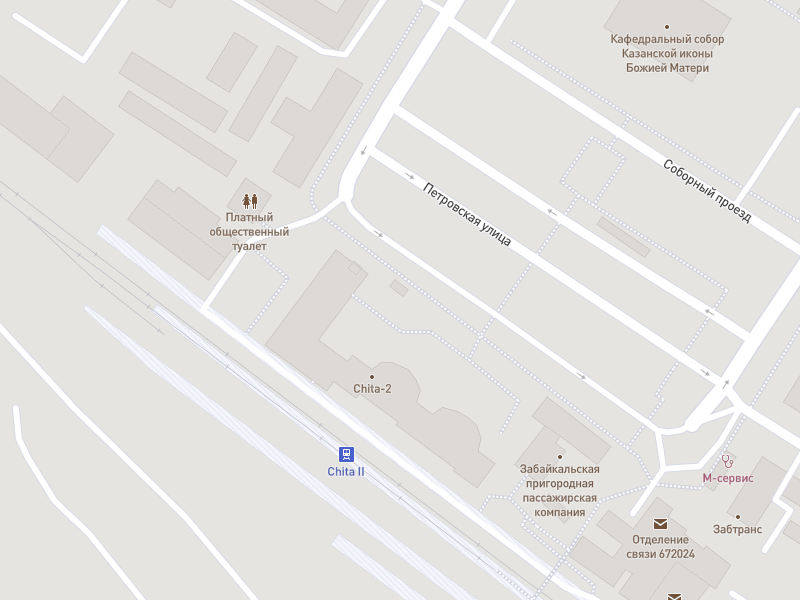 Кафедральный собор
Казанской иконы
Божией Матери
Соборный проезд
Петровская улица
Платный
общественный
туалет
Chita-2
Chita II
Забайкальская
пригородная
пассажирская
компания
М-сервис
Забтранс
Отделение
связи 672024